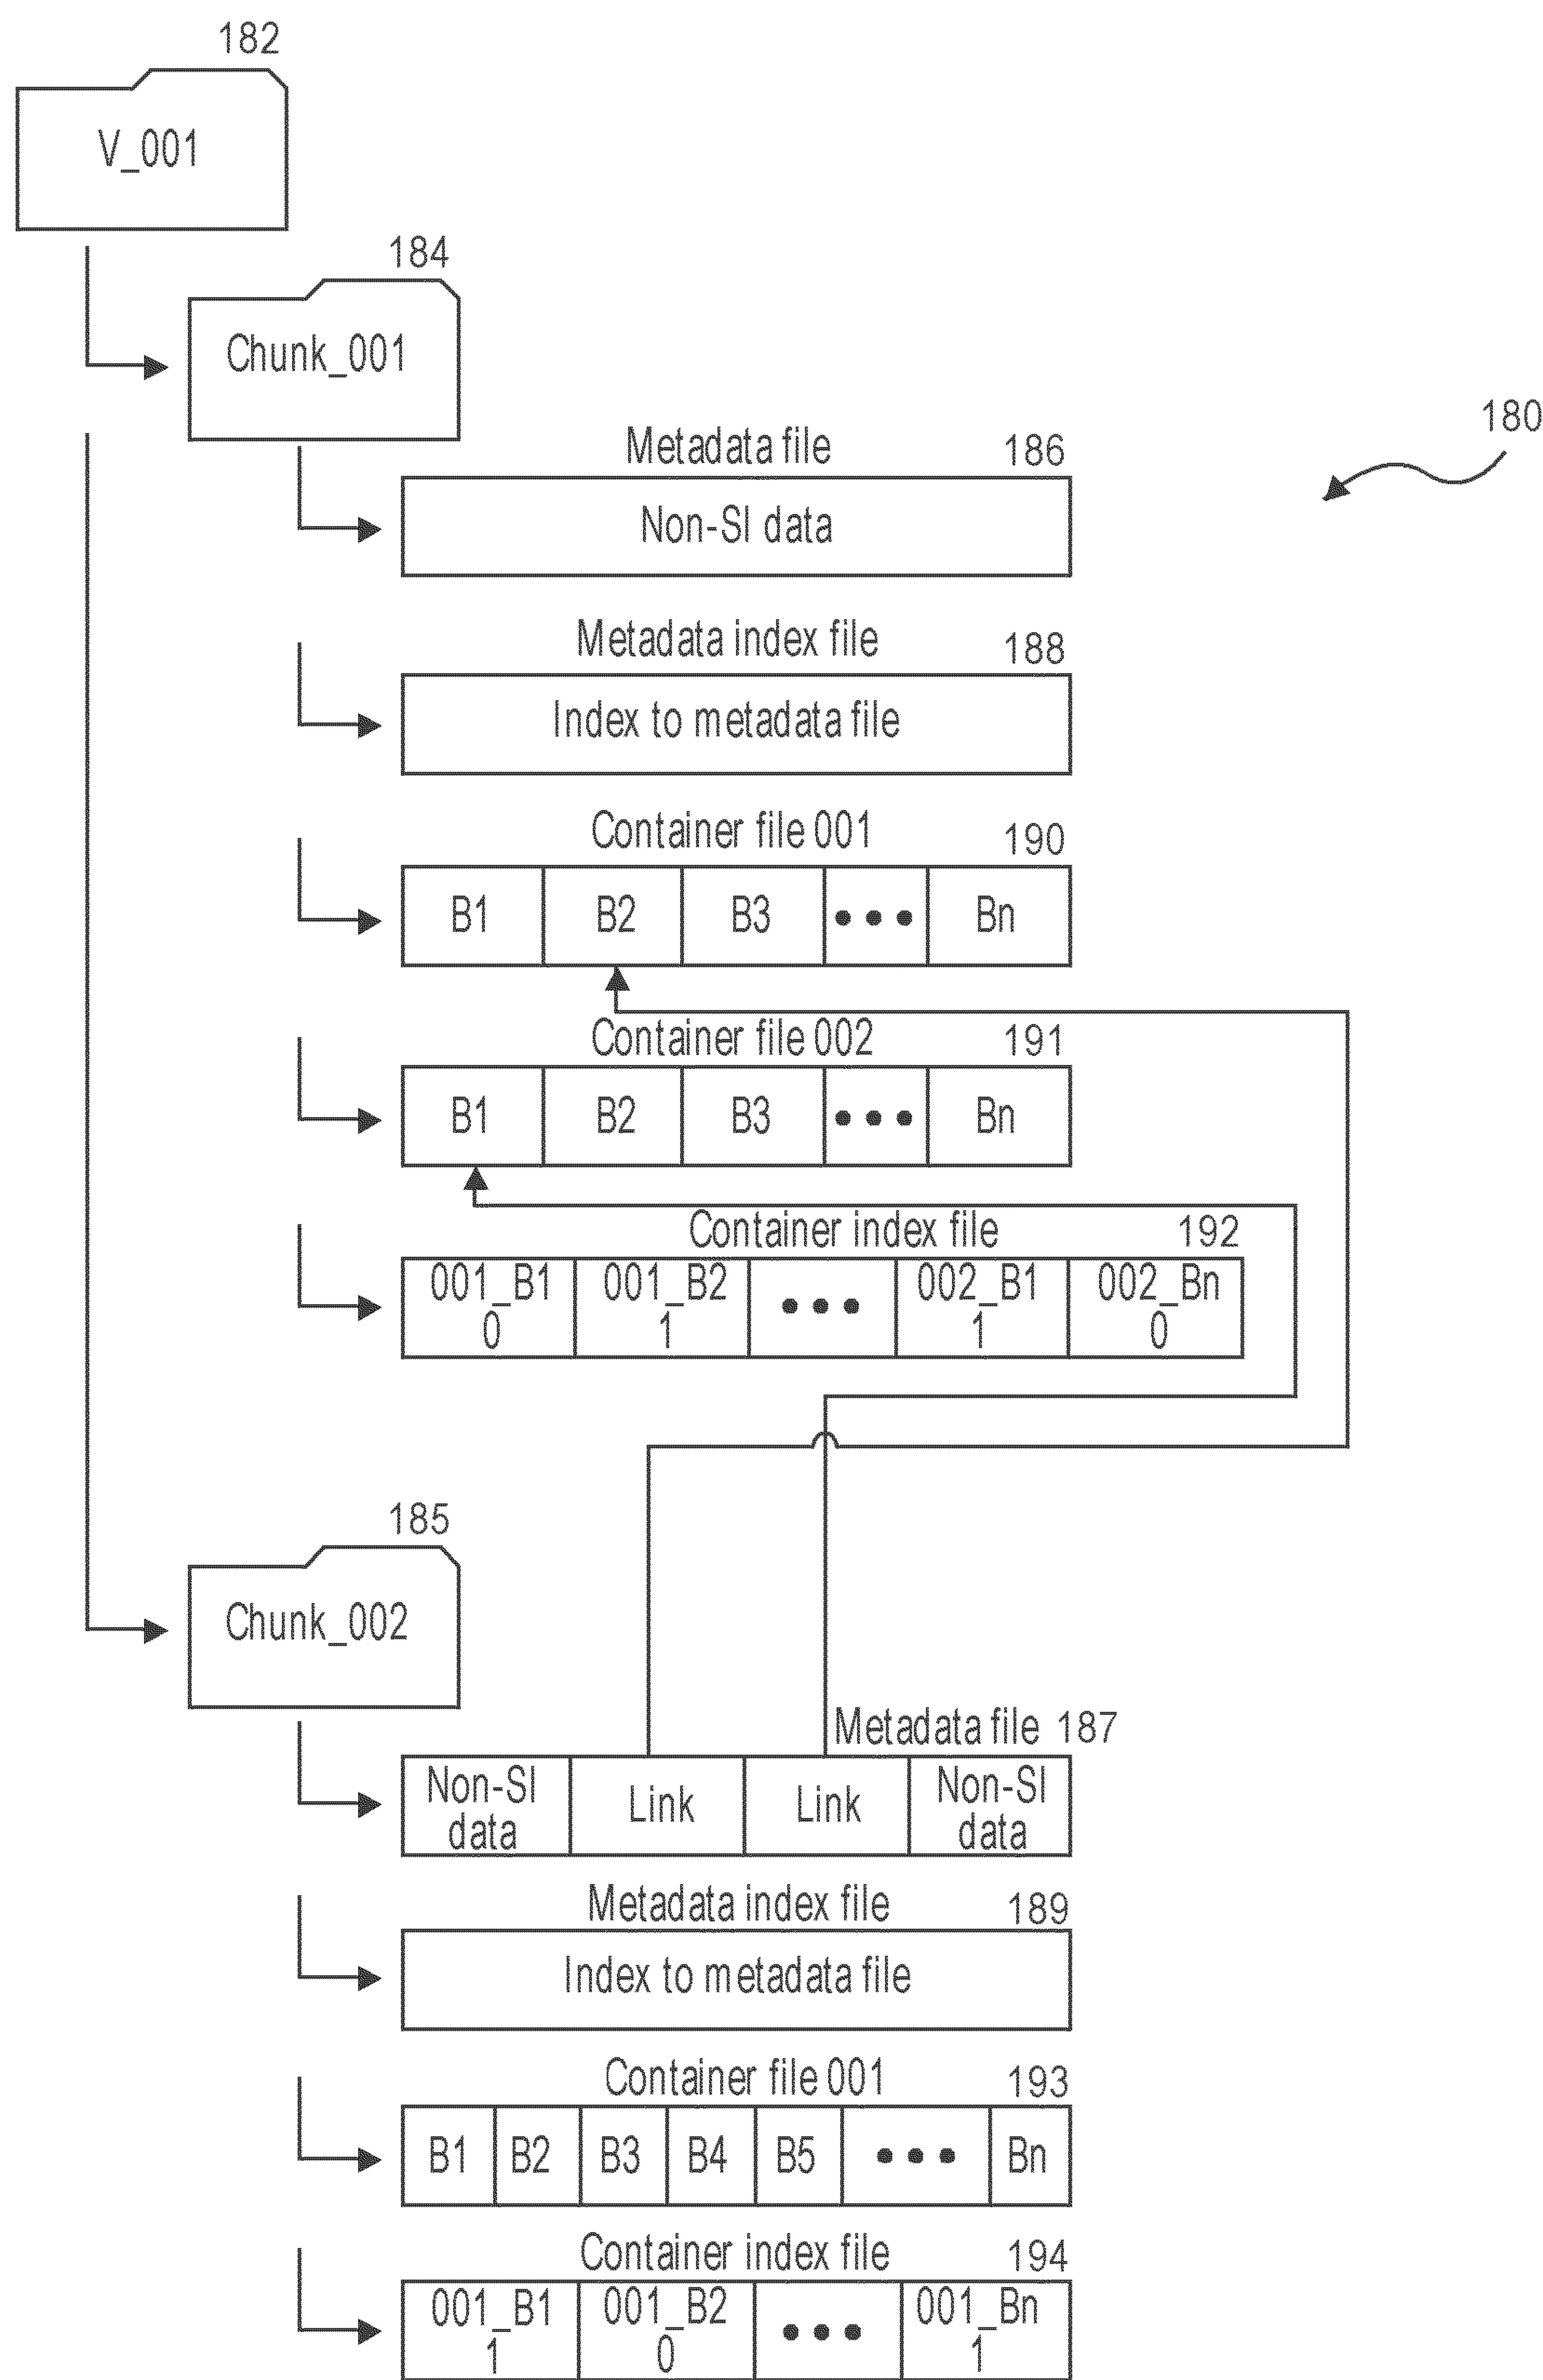 182
V_001
184
Chunk_001
180
Metadata file 186
Non-SI data
Metadata index file 188
Index to metadata file
Container file 001 190
B1 B2 B3 ••• Bn
Container file 002 191
B1 B2 B3 ••• Bn
Container index file 192
001_B1 001_B2 ••• 002_B1 002_Bn
0 1 1 0
185
Chunk_002
Metadata file 187
Non-SI data Link Link Non-SI data
Metadata index file 189
Index to metadata file
Container file 001 193
B1 B2 B3 B4 B5 ••• Bn
Container index file 194
001_B1 001_B2 ••• 001_Bn
1 0 1